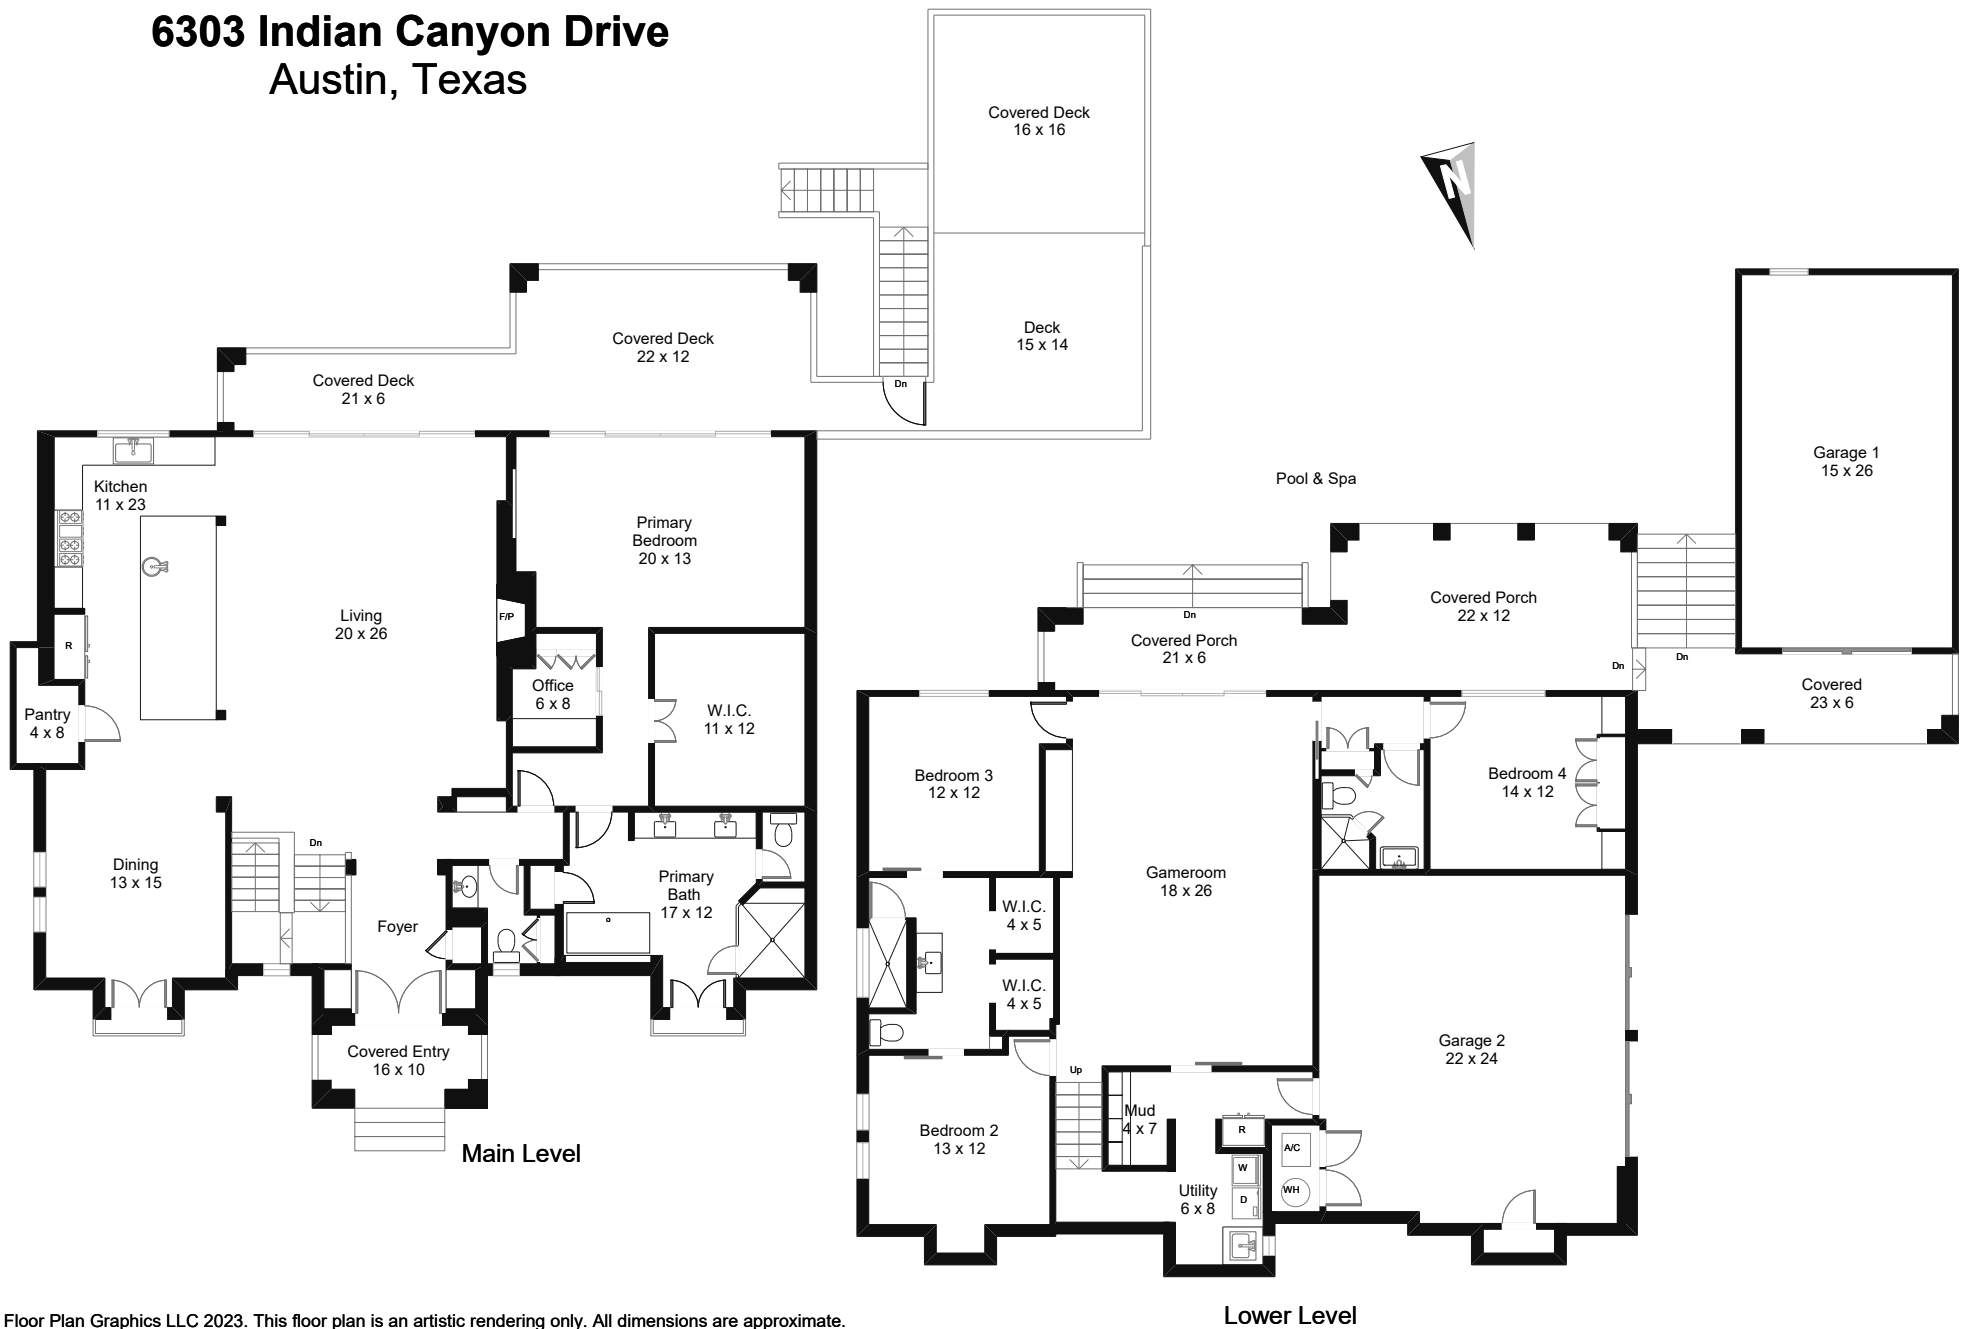 6303 Indian Canyon Drive
Austin, Texas
Covered Deck
16 x 16
N
Deck
15 x 14
Dn
Covered Deck
22 x 12
Covered Deck
21 x 6
Kitchen
11 x 23
Living
20 x 26
F/P
Primary
Bedroom
20 x 13
R
Office
6 x 8
W.I.C.
11 x 12
Pantry
4 x 8
Dining
13 x 15
Dn
Foyer
Primary
Bath
17 x 12
Covered Entry
16 x 10
Main Level
Garage 1
15 x 26
Pool & Spa
Covered Porch
22 x 12
Dn
Covered Porch
21 x 6
Dn
Dn
Covered
23 x 6
Bedroom 3
12 x 12
Bedroom 4
14 x 12
Gameroom
18 x 26
W.I.C.
4 x 5
W.I.C.
4 x 5
Garage 2
22 x 24
Up
Mud
4 x 7
R
Bedroom 2
13 x 12
A/C
W
WH
D
Utility
6 x 8
Lower Level
Floor Plan Graphics LLC 2023. This floor plan is an artistic rendering only. All dimensions are approximate.